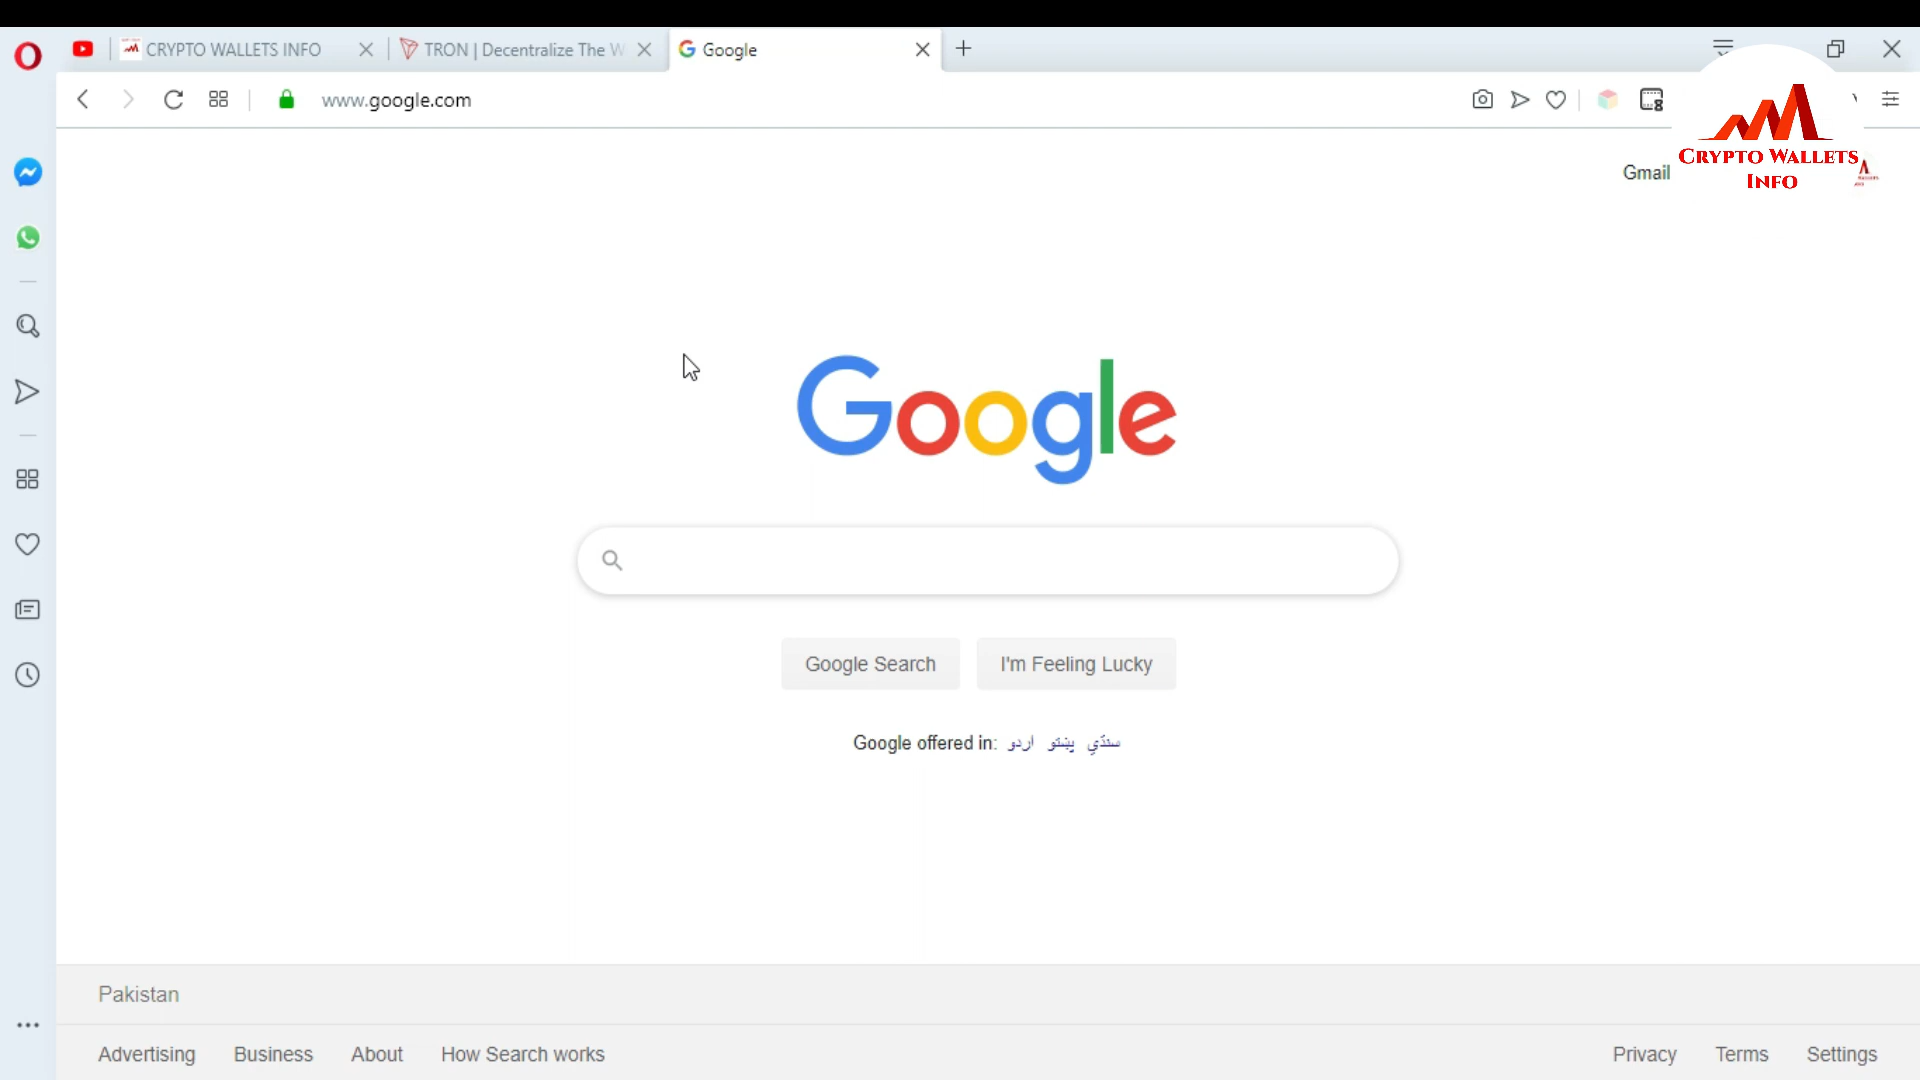 CRYPTO WALLETS INFO
TRON | Decentralize The W
Google
www.google.com
Gmail
CRYPTO WALLETS
INFO
Google
Google Search
I'm Feeling Lucky
Google offered in: اردو پښتو سنڌي
Pakistan
Advertising
Business
About
How Search works
Privacy
Terms
Settings